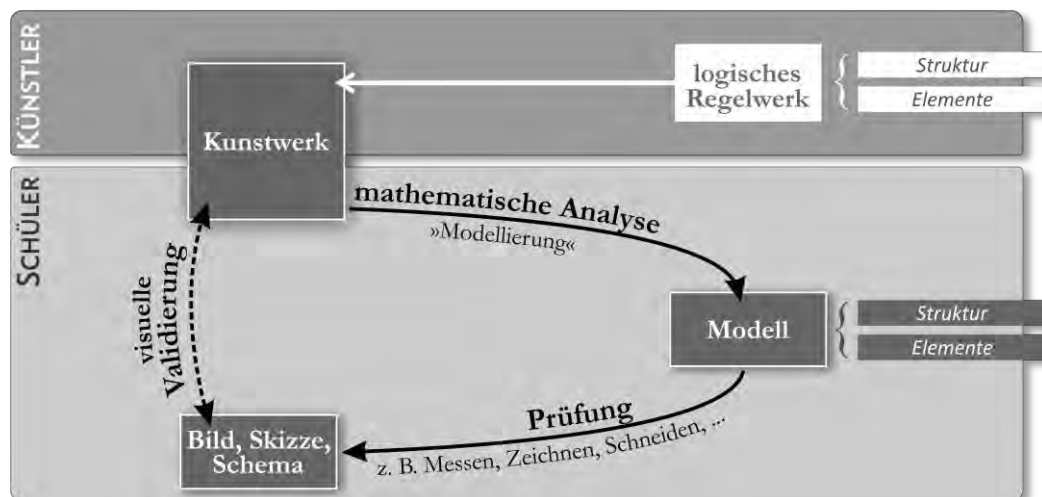 KÜNSTLER
Kunstwerk
logisches
Regelwerk
Struktur
Elemente
SCHÜLER
mathematische Analyse
»Modellierung«
visuelle
Validierung
Modell
Struktur
Elemente
Prüfung
z. B. Messen, Zeichnen, Schneiden, ...
Bild, Skizze,
Schema